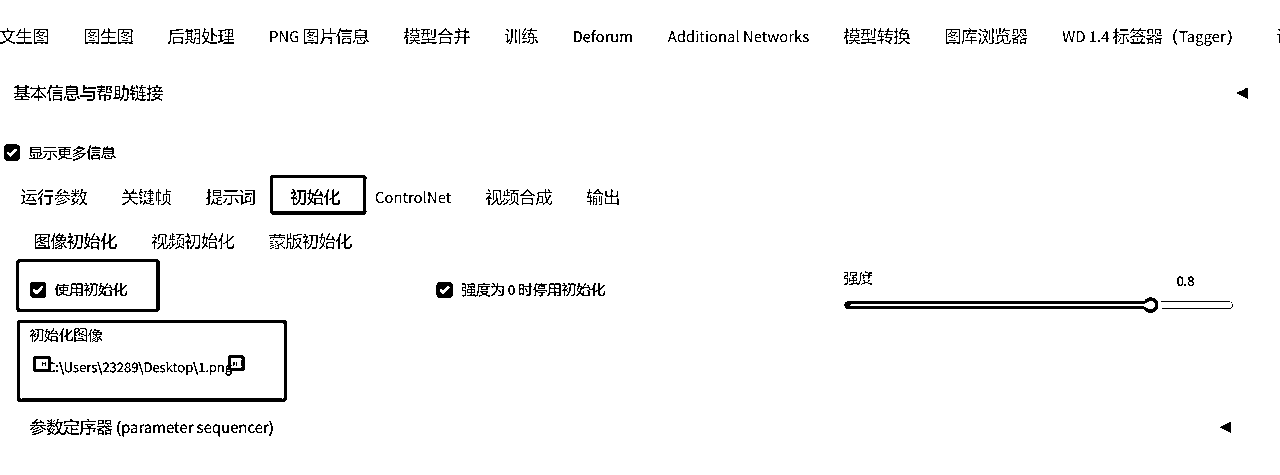 文生图 图生图 后期处理 PNG 图片信息 模型合并 训练 Deforum Additional Networks 模型转换 图库浏览器 WD 1.4 标签器（Tagger）
基本信息与帮助链接
显示更多信息
运行参数 关键帧 提示词 初始化 ControlNet 视频合成 输出
图像初始化 视频初始化 蒙版初始化
使用初始化 强度为 0 时停用初始化 强度 0.8
初始化图像
C:\Users\23289\Desktop\1.png
参数定序器 (parameter sequencer)